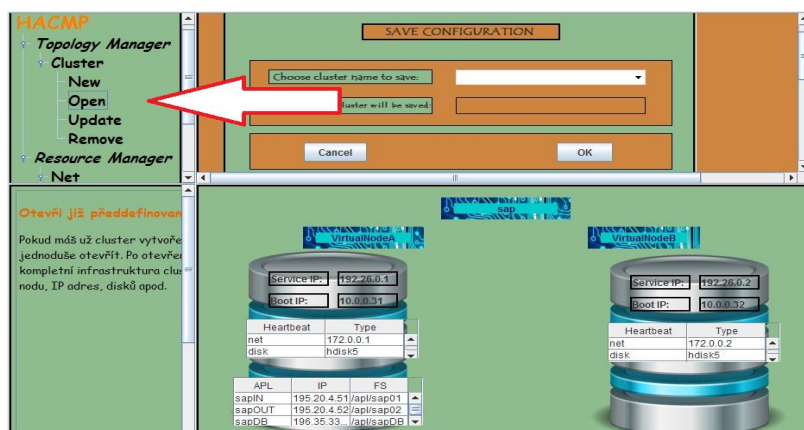 HACMP
Topology Manager
Cluster
New
Open
Update
Remove
Resource Manager
Net
SAVE CONFIGURATION
Choose cluster name to save:
cluster will be saved:
Cancel
OK
Otevři již předdefinovan
Pokud máš už cluster vytvoře
jednoduše otevřít. Po otevřen
kompletní infrastruktura clus
nodu, IP adres, disků apod.
sap
VirtualNodeA
Service IP: 192.26.0.1
Boot IP: 10.0.0.31
Heartbeat Type
net 172.0.0.1
disk hdisk5
APL IP FS
sapIN 195.20.4.51 /apl/sap01
sapOUT 195.20.4.52 /apl/sap02
sapDB 196.35.33... /apl/sapDB
VirtualNodeB
Service IP: 192.26.0.2
Boot IP: 10.0.0.32
Heartbeat Type
net 172.0.0.2
disk hdisk5